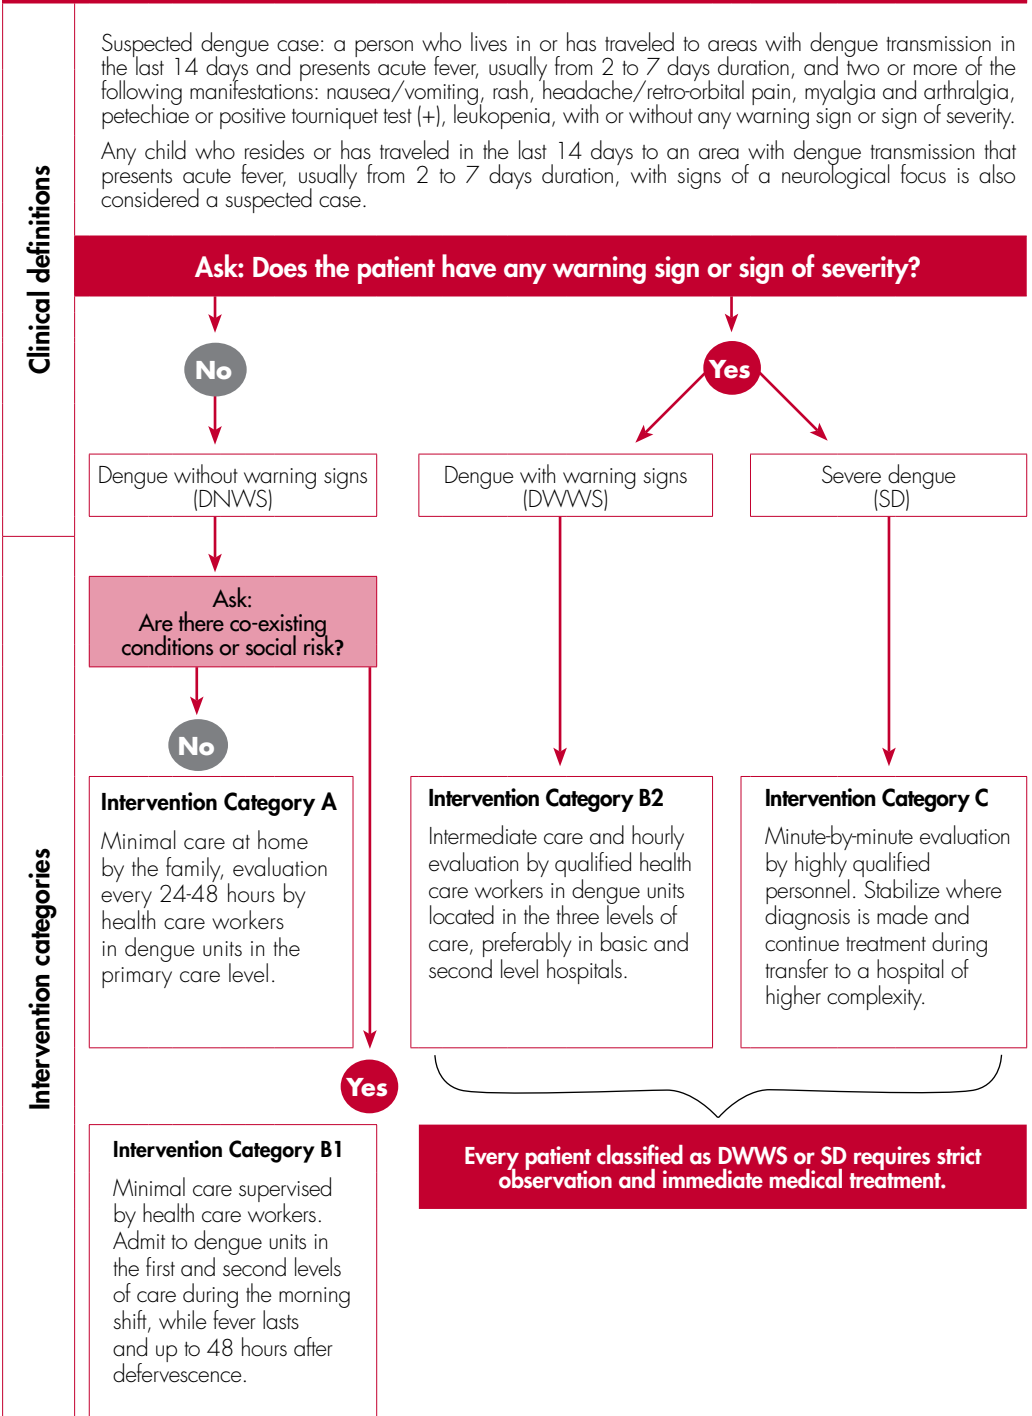 Suspected dengue case: a person who lives in or has traveled to areas with dengue transmission in
the last 14 days and presents acute fever, usually from 2 to 7 days duration, and two or more of the
following manifestations: nausea/vomiting, rash, headache/retro-orbital pain, myalgia and arthralgia,
petechiae or positive tourniquet test (+), leukopenia, with or without any warning sign or sign of severity.
Any child who resides or has traveled in the last 14 days to an area with dengue transmission that
presents acute fever, usually from 2 to 7 days duration, with signs of a neurological focus is also
considered a suspected case.
Clinical definitions
Ask: Does the patient have any warning sign or sign of severity?
No
Yes
Dengue without warning signs
(DNWS)
Dengue with warning signs
(DWWS)
Severe dengue
(SD)
Ask:
Are there co-existing
conditions or social risk?
No
Intervention categories
Intervention Category A
Minimal care at home
by the family, evaluation
every 24-48 hours by
health care workers
in dengue units in the
primary care level.
Intervention Category B2
Intermediate care and hourly
evaluation by qualified health
care workers in dengue units
located in the three levels of
care, preferably in basic and
second level hospitals.
Intervention Category C
Minute-by-minute evaluation
by highly qualified
personnel. Stabilize where
diagnosis is made and
continue treatment during
transfer to a hospital of
higher complexity.
Yes
Intervention Category B1
Minimal care supervised
by health care workers.
Admit to dengue units in
the first and second levels
of care during the morning
shift, while fever lasts
and up to 48 hours after
defervescence.
Every patient classified as DWWS or SD requires strict
observation and immediate medical treatment.